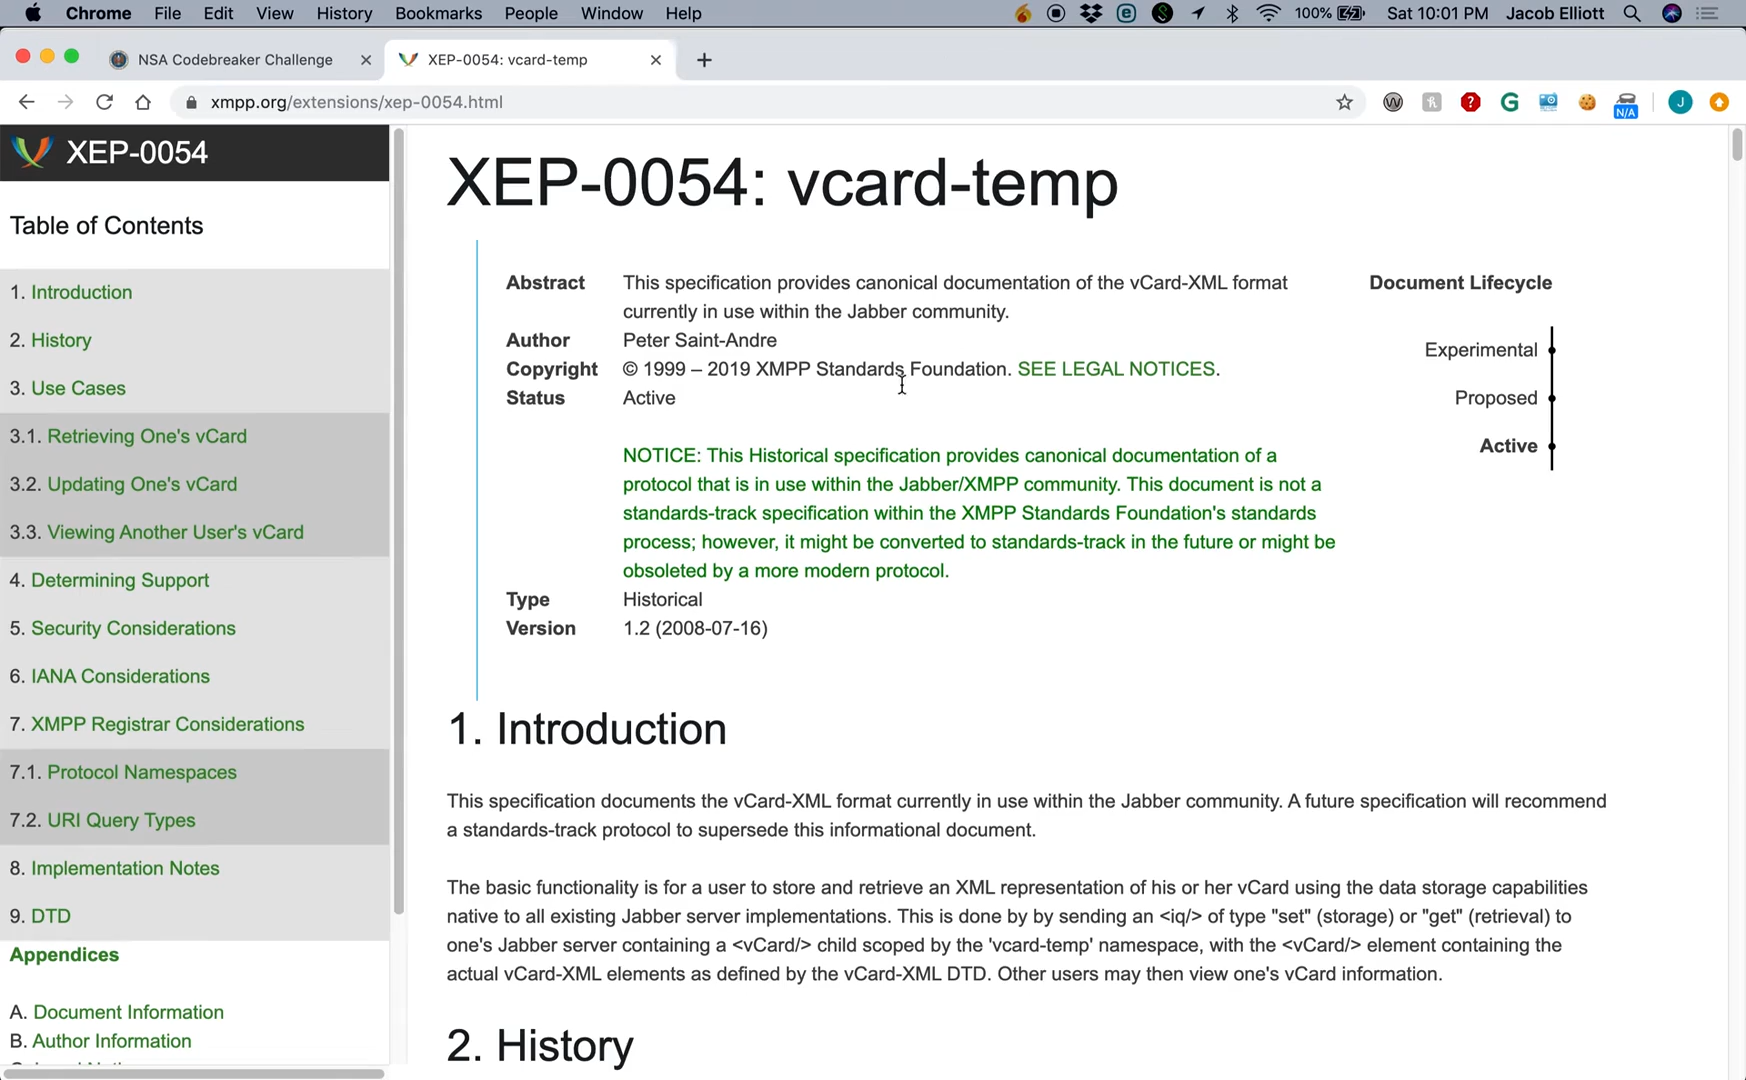 Chrome File Edit View History Bookmarks People Window Help 100% Sat 10:01 PM Jacob Elliott
NSA Codebreaker Challenge XEP-0054: vcard-temp
xmpp.org/extensions/xep-0054.html
N/A
J
XEP-0054
Table of Contents
1. Introduction
2. History
3. Use Cases
3.1. Retrieving One's vCard
3.2. Updating One's vCard
3.3. Viewing Another User's vCard
4. Determining Support
5. Security Considerations
6. IANA Considerations
7. XMPP Registrar Considerations
7.1. Protocol Namespaces
7.2. URI Query Types
8. Implementation Notes
9. DTD
Appendices
A. Document Information
B. Author Information
XEP-0054: vcard-temp
Abstract This specification provides canonical documentation of the vCard-XML format
currently in use within the Jabber community.
Author Peter Saint-Andre
Copyright © 1999 – 2019 XMPP Standards Foundation. SEE LEGAL NOTICES.
Status Active
NOTICE: This Historical specification provides canonical documentation of a
protocol that is in use within the Jabber/XMPP community. This document is not a
standards-track specification within the XMPP Standards Foundation's standards
process; however, it might be converted to standards-track in the future or might be
obsoleted by a more modern protocol.
Type Historical
Version 1.2 (2008-07-16)
Document Lifecycle
Experimental
Proposed
Active
1. Introduction
This specification documents the vCard-XML format currently in use within the Jabber community. A future specification will recommend
a standards-track protocol to supersede this informational document.
The basic functionality is for a user to store and retrieve an XML representation of his or her vCard using the data storage capabilities
native to all existing Jabber server implementations. This is done by by sending an <iq/> of type "set" (storage) or "get" (retrieval) to
one's Jabber server containing a <vCard/> child scoped by the 'vcard-temp' namespace, with the <vCard/> element containing the
actual vCard-XML elements as defined by the vCard-XML DTD. Other users may then view one's vCard information.
2. History